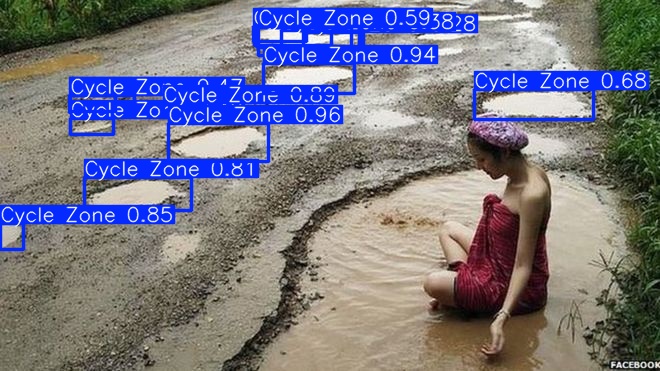 Cycle Zone 0.59
Cycle Zone 0.94
Cycle Zone 0.68
Cycle Zone
Cycle Zone 0.89
Cycle Zone 0.96
Cycle Zone 0.81
Cycle Zone 0.85
FACEBOOK